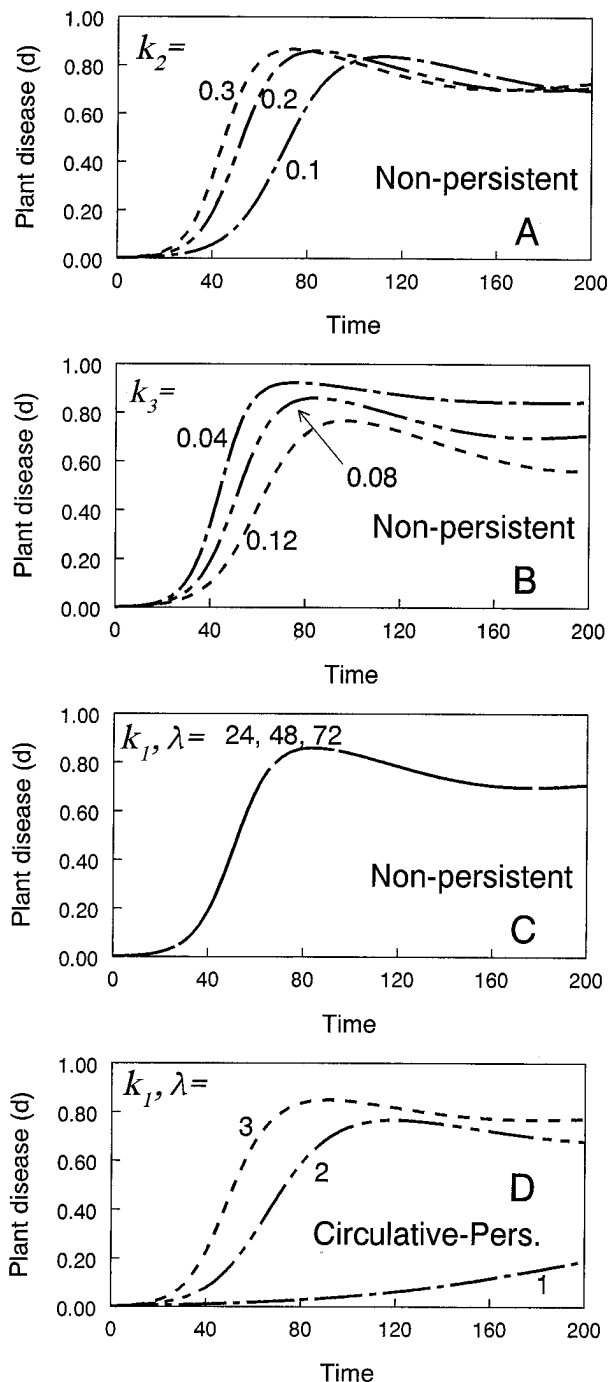 1.00
k₂=
0.80
0.3
0.2
0.60
0.40
0.1
Non-persistent
0.20
A
0.00
0 40 80 120 160 200
Time
Plant disease (d)
1.00
k₃=
0.80
0.04
0.60
0.08
0.40
0.12
Non-persistent
0.20
B
0.00
0 40 80 120 160 200
Time
Plant disease (d)
1.00
k₁, λ= 24, 48, 72
0.80
0.60
0.40
Non-persistent
0.20
C
0.00
0 40 80 120 160 200
Time
Plant disease (d)
1.00
k₁, λ=
0.80
3
0.60
2
D
0.40
Circulative-Pers.
0.20
1
0.00
0 40 80 120 160 200
Time
Plant disease (d)